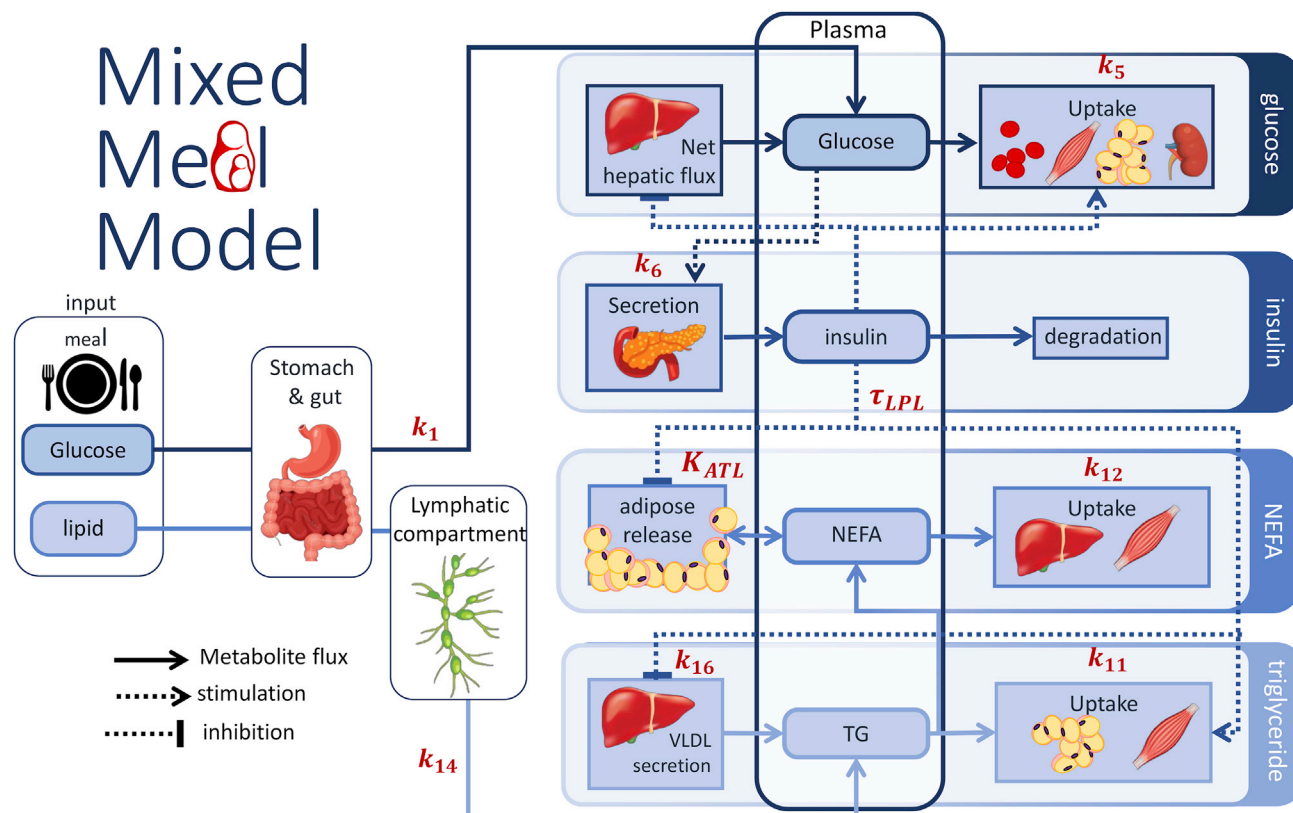 Mixed
Meal
Model
input
meal
Glucose
lipid
Stomach
& gut
k₁
Lymphatic
compartment
k₁₄
Metabolite flux
stimulation
inhibition
Plasma
Net
hepatic flux
Glucose
k₅
Uptake
glucose
k₆
Secretion
insulin
degradation
insulin
τ_LPL
K_ATL
adipose
release
NEFA
k₁₂
Uptake
NEFA
k₁₆
VLDL
secretion
TG
k₁₁
Uptake
triglyceride